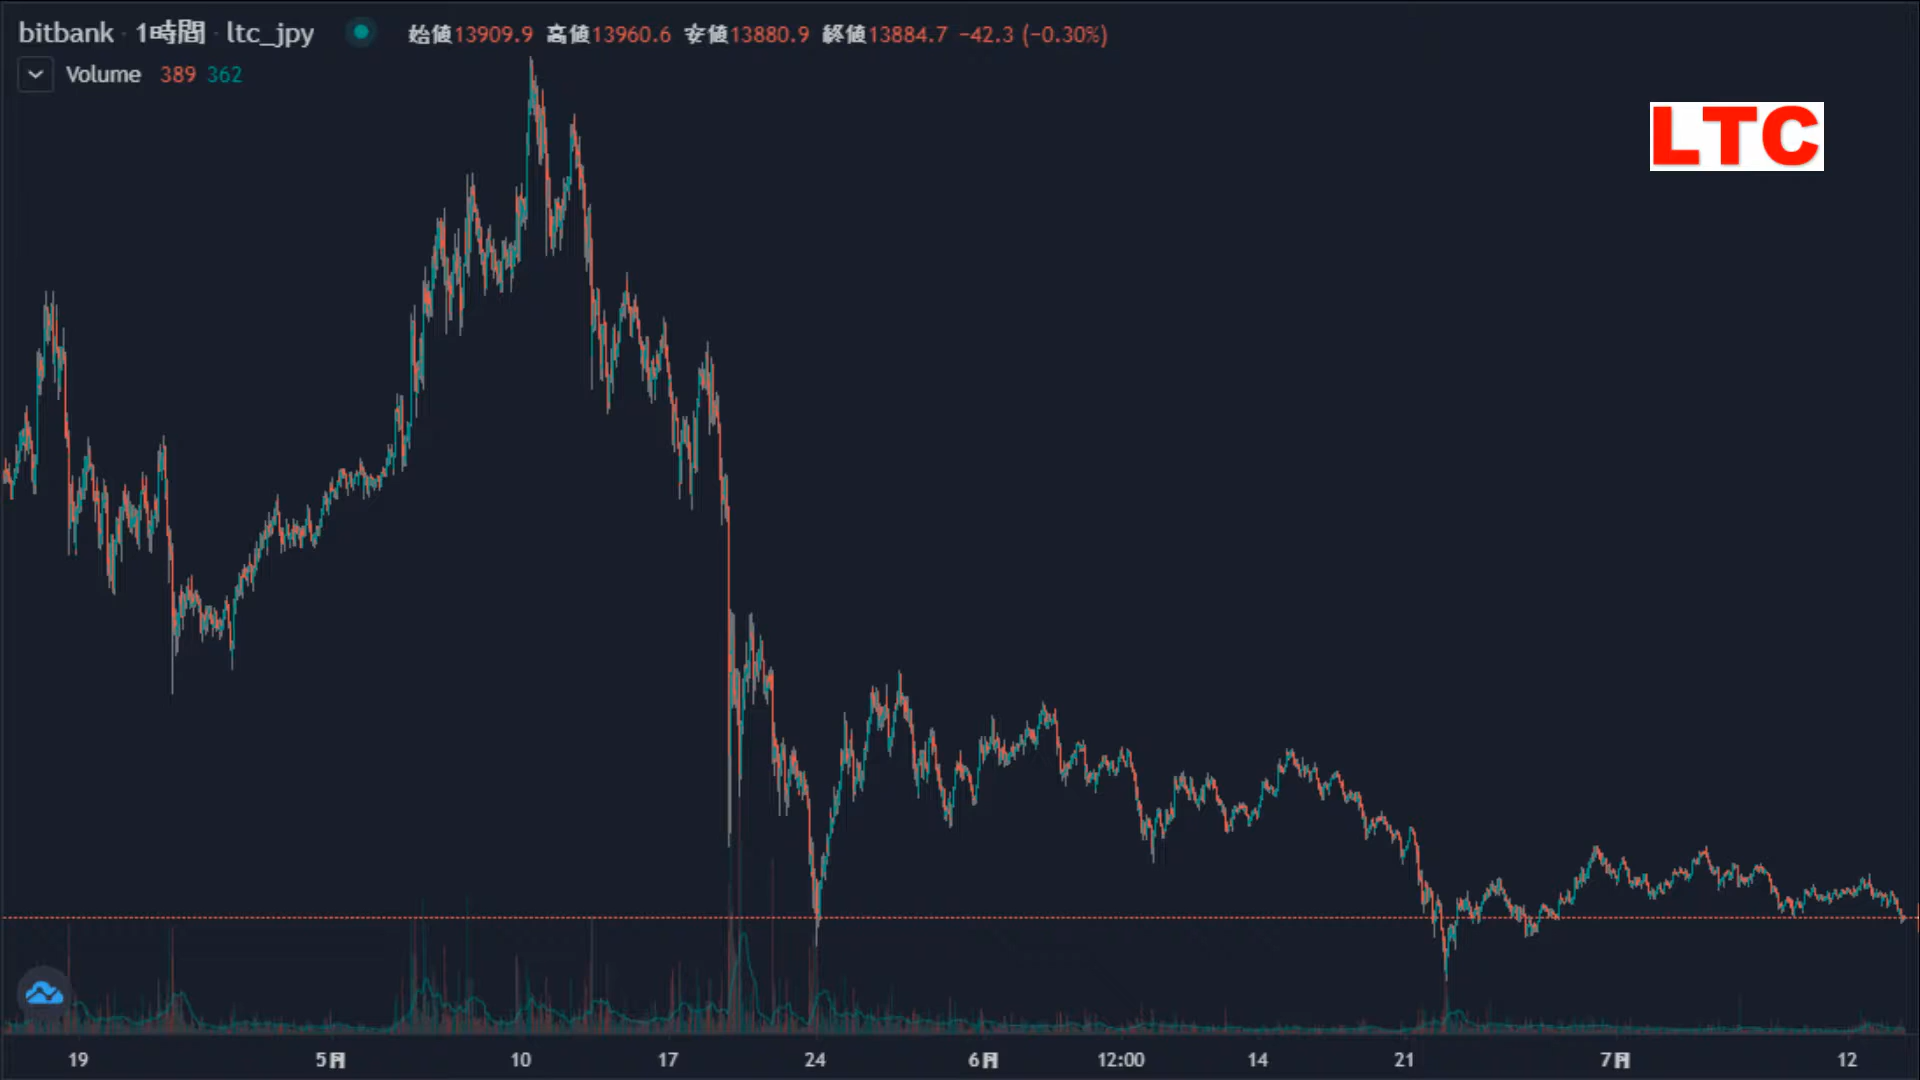 bitbank · 1時間 · ltc_jpy 始値13909.9 高値13960.6 安値13880.9 終値13884.7 −42.3 (−0.30%)
Volume 389 362
LTC
19 5月 10 17 24 6月 12:00 14 21 7月 12